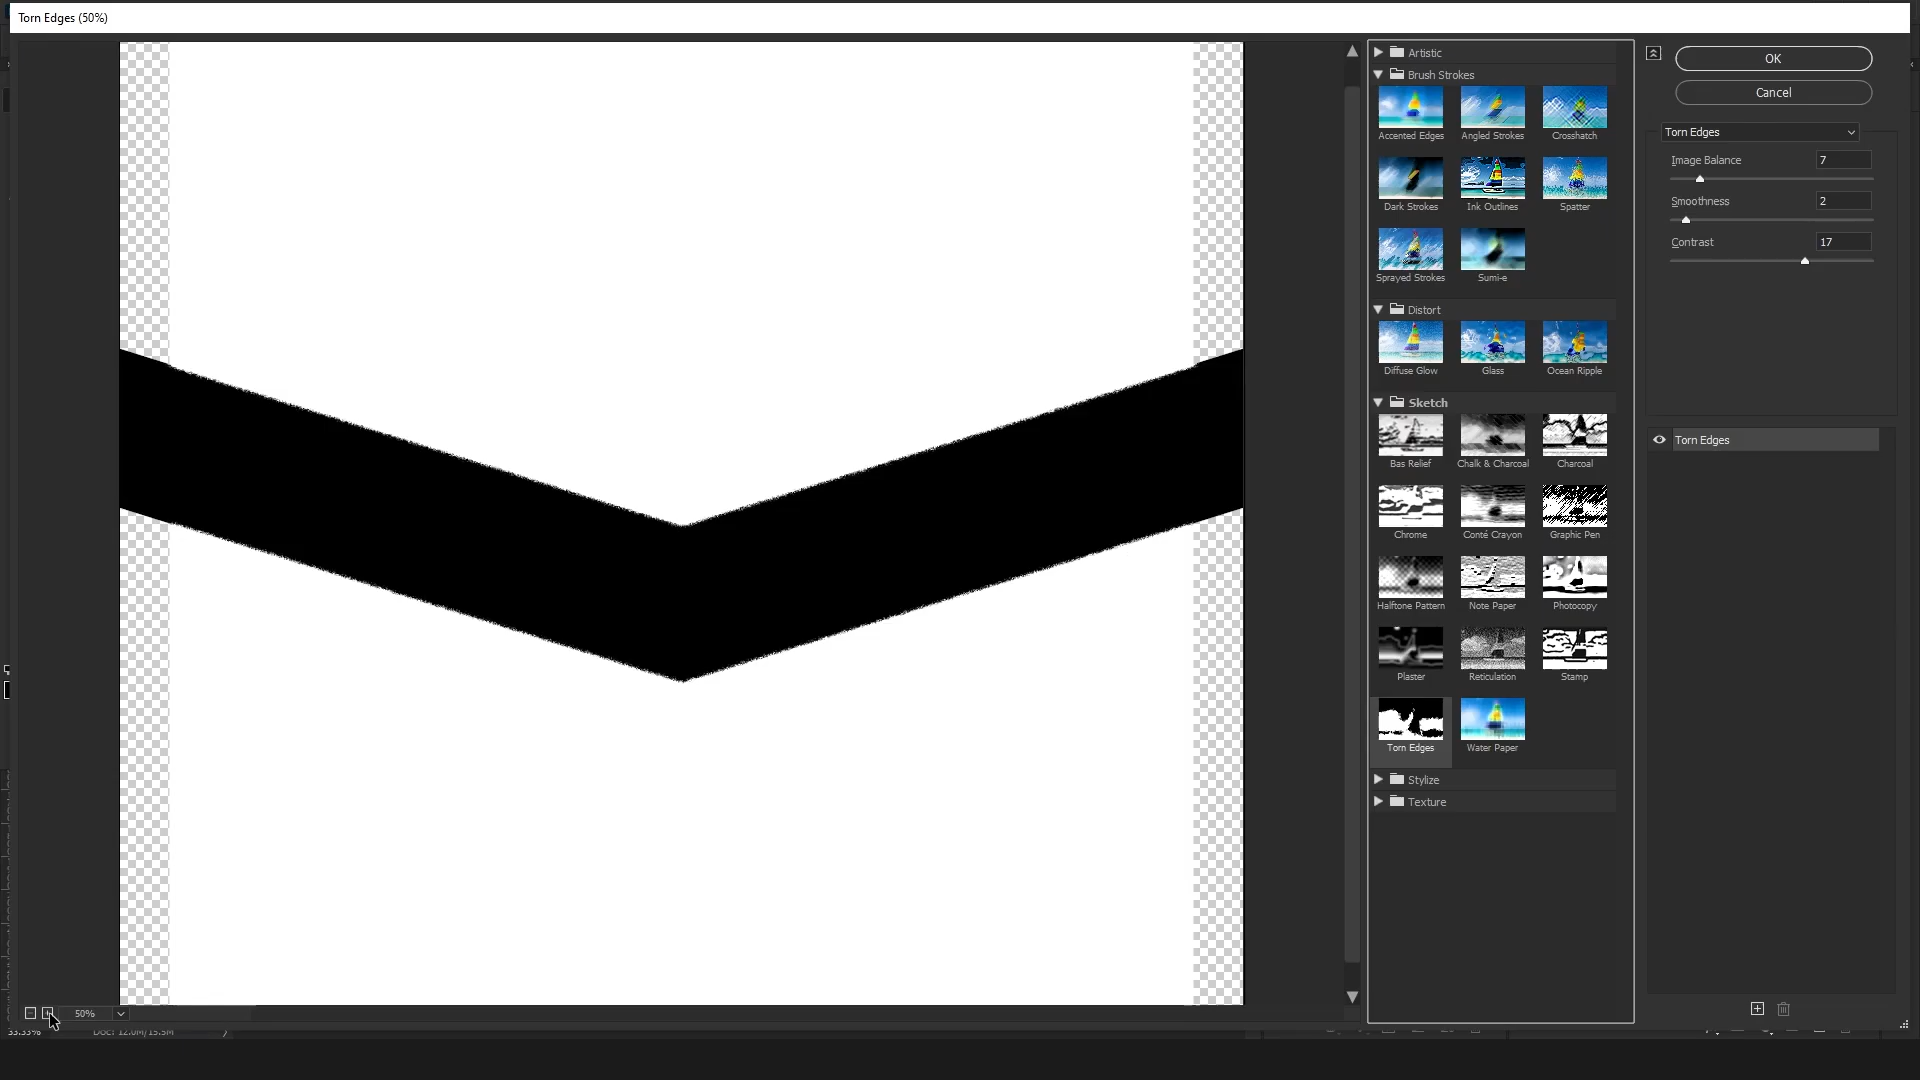 Torn Edges (50%)
Artistic
Brush Strokes
Accented Edges
Angled Strokes
Crosshatch
Dark Strokes
Ink Outlines
Spatter
Sprayed Strokes
Sumi-e
Distort
Diffuse Glow
Glass
Ocean Ripple
Sketch
Bas Relief
Chalk & Charcoal
Charcoal
Chrome
Conté Crayon
Graphic Pen
Halftone Pattern
Note Paper
Photocopy
Plaster
Reticulation
Stamp
Torn Edges
Water Paper
Stylize
Texture
OK
Cancel
Torn Edges
Image Balance 7
Smoothness 2
Contrast 17
Torn Edges
50%
33.33% Doc: 12.0M/15.5M